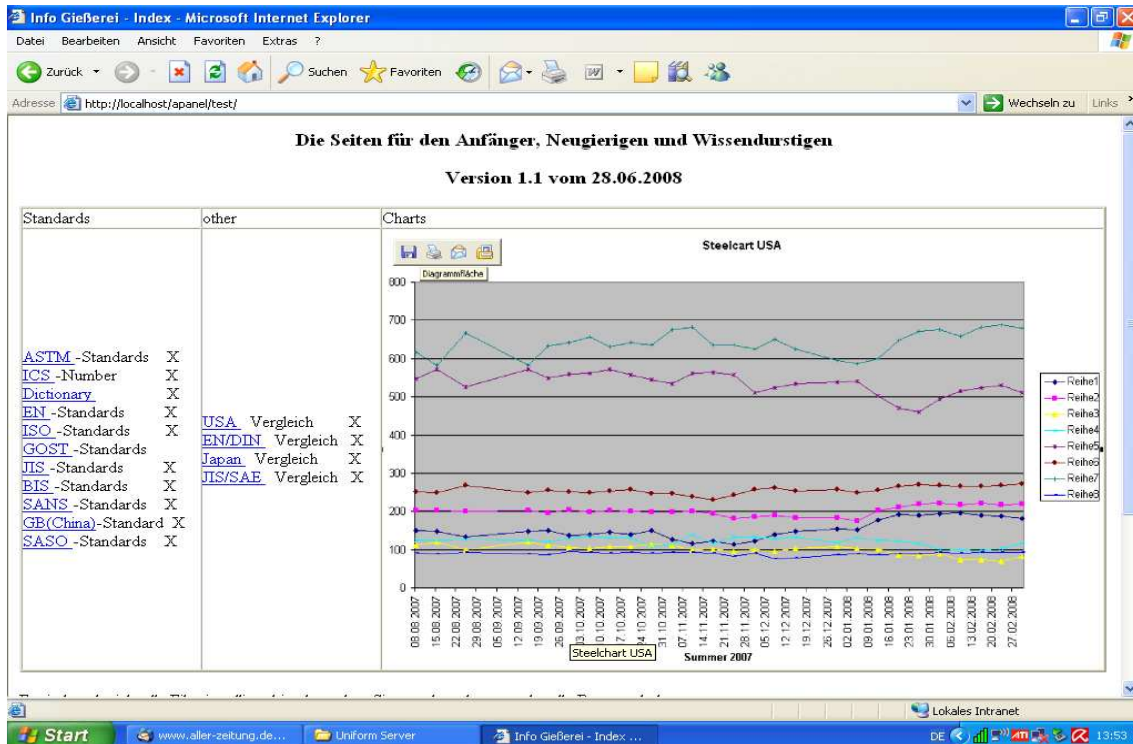 Info Gießerei - Index - Microsoft Internet Explorer
Datei Bearbeiten Ansicht Favoriten Extras ?
Zurück Suchen Favoriten
Adresse http://localhost/apanel/test/ Wechseln zu Links
Die Seiten für den Anfänger, Neugierigen und Wissendurstigen
Version 1.1 vom 28.06.2008
Standards other Charts
ASTM -Standards X
ICS -Number X
Dictionary X
EN -Standards X
ISO -Standards X
GOST -Standards
JIS -Standards X
BIS -Standards X
SANS -Standards X
GB(China)-Standard X
SASO -Standards X
USA Vergleich X
EN/DIN Vergleich X
Japan Vergleich X
JIS/SAE Vergleich X
Steelcart USA
Diagrammfläche
800
700
600
500
400
300
200
100
0
08.08.2007
15.08.2007
22.08.2007
29.08.2007
05.09.2007
12.09.2007
19.09.2007
26.09.2007
03.10.2007
10.10.2007
17.10.2007
24.10.2007
31.10.2007
07.11.2007
14.11.2007
21.11.2007
28.11.2007
05.12.2007
12.12.2007
19.12.2007
26.12.2007
02.01.2008
09.01.2008
16.01.2008
23.01.2008
30.01.2008
06.02.2008
13.02.2008
20.02.2008
27.02.2008
Steelchart USA
Summer 2007
Reihe1
Reihe2
Reihe3
Reihe4
Reihe5
Reihe6
Reihe7
Reihe8
Lokales Intranet
Start www.aller-zeitung.de... Uniform Server Info Gießerei - Index ... DE 13:53